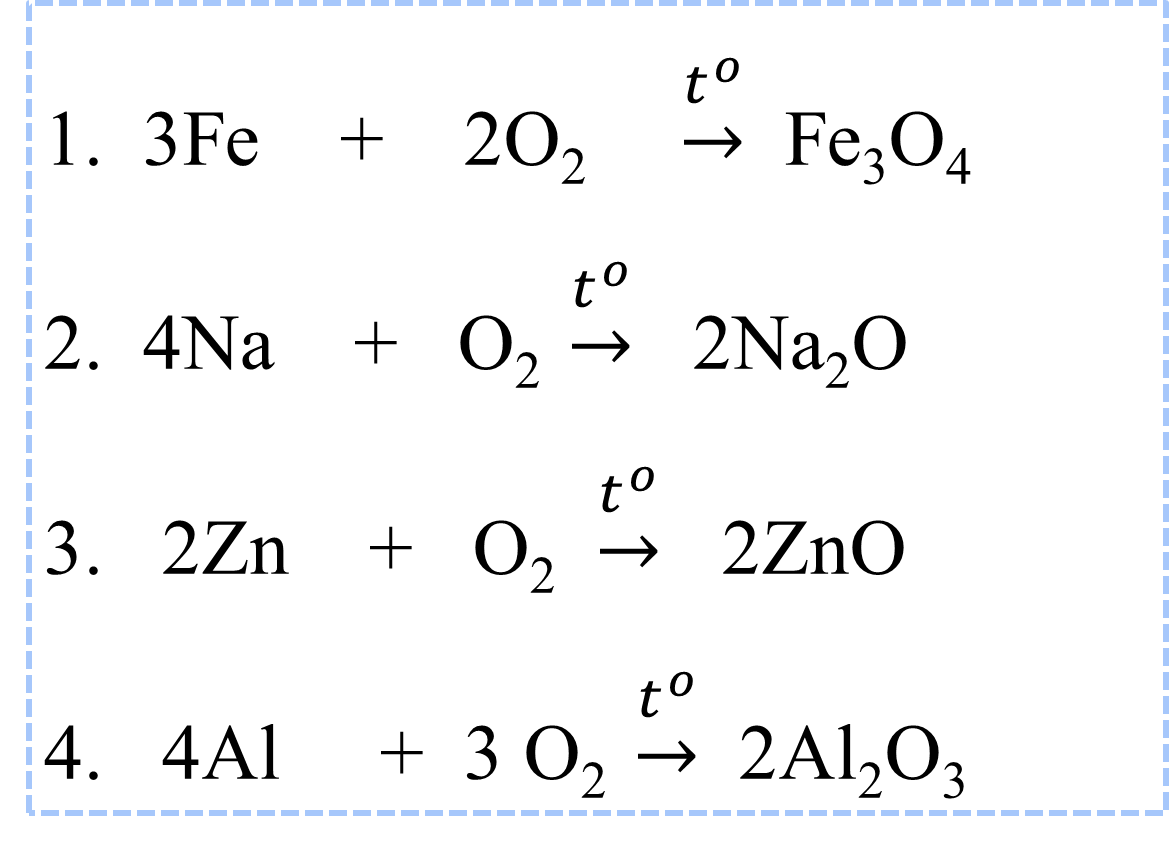 1. 3Fe + 2O₂ →^{t^o} Fe₃O₄
2. 4Na + O₂ →^{t^o} 2Na₂O
3. 2Zn + O₂ →^{t^o} 2ZnO
4. 4Al + 3 O₂ →^{t^o} 2Al₂O₃